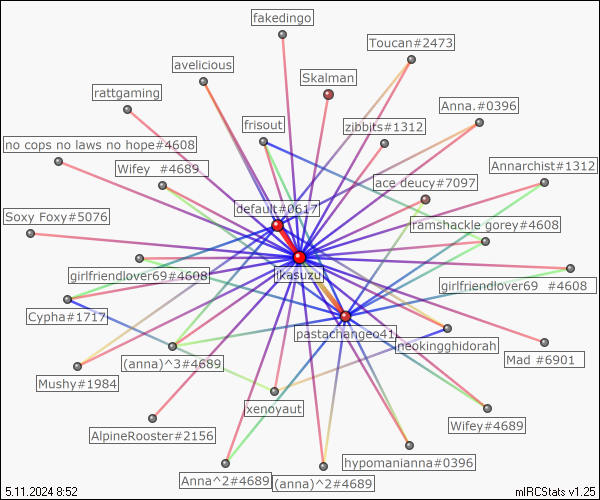 fakedingo
Toucan#2473
avelicious
Skalman
rattgaming
Anna.#0396
frisout
zibbits#1312
no cops no laws no hope#4608
Wifey  #4689
Annarchist#1312
ace deucy#7097
default#0617
Soxy Foxy#5076
ramshackle gorey#4608
girlfriendlover69#4608
jkasuzu
girlfriendlover69  #4608
Cypha#1717
pastachangeo41
neokingghidorah
(anna)^3#4689
Mad #6901
Mushy#1984
xenoyaut
Wifey#4689
AlpineRooster#2156
hypomanianna#0396
Anna^2#4689
(anna)^2#4689
5.11.2024 8:52
mIRCStats v1.25